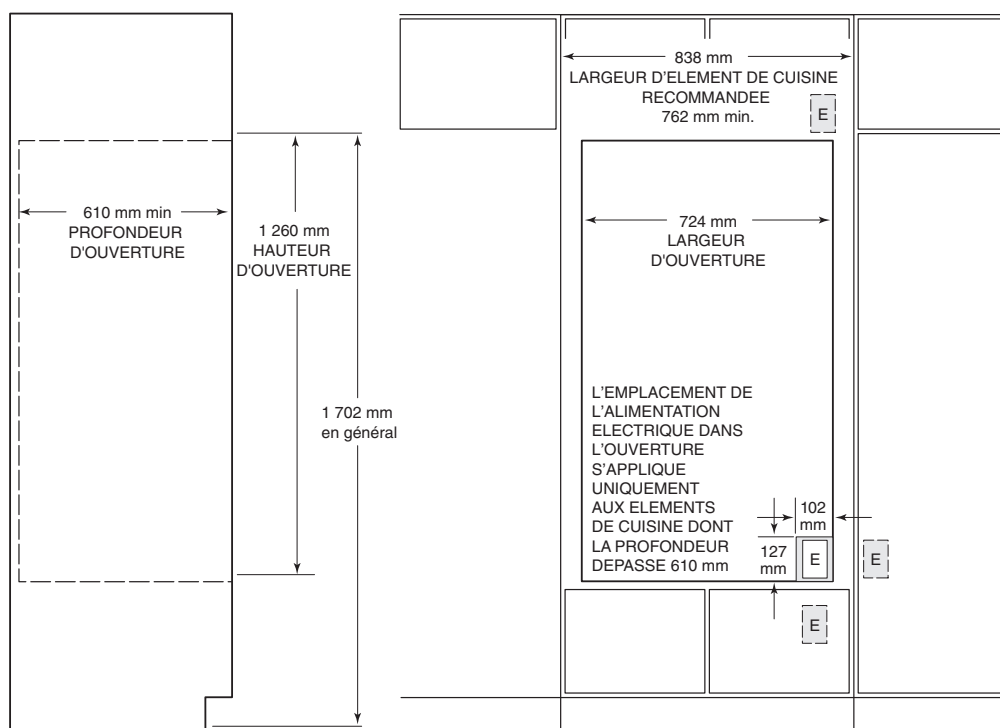 838 mm
LARGEUR D'ELEMENT DE CUISINE
RECOMMANDEE
762 mm min.
E
610 mm min
PROFONDEUR
D'OUVERTURE
1 260 mm
HAUTEUR
D'OUVERTURE
724 mm
LARGEUR
D'OUVERTURE
1 702 mm
en général
L'EMPLACEMENT DE
L'ALIMENTATION
ELECTRIQUE DANS
L'OUVERTURE
S'APPLIQUE
UNIQUEMENT
AUX ELEMENTS
DE CUISINE DONT
LA PROFONDEUR
DEPASSE 610 mm
102
mm
127
mm
E
E
E